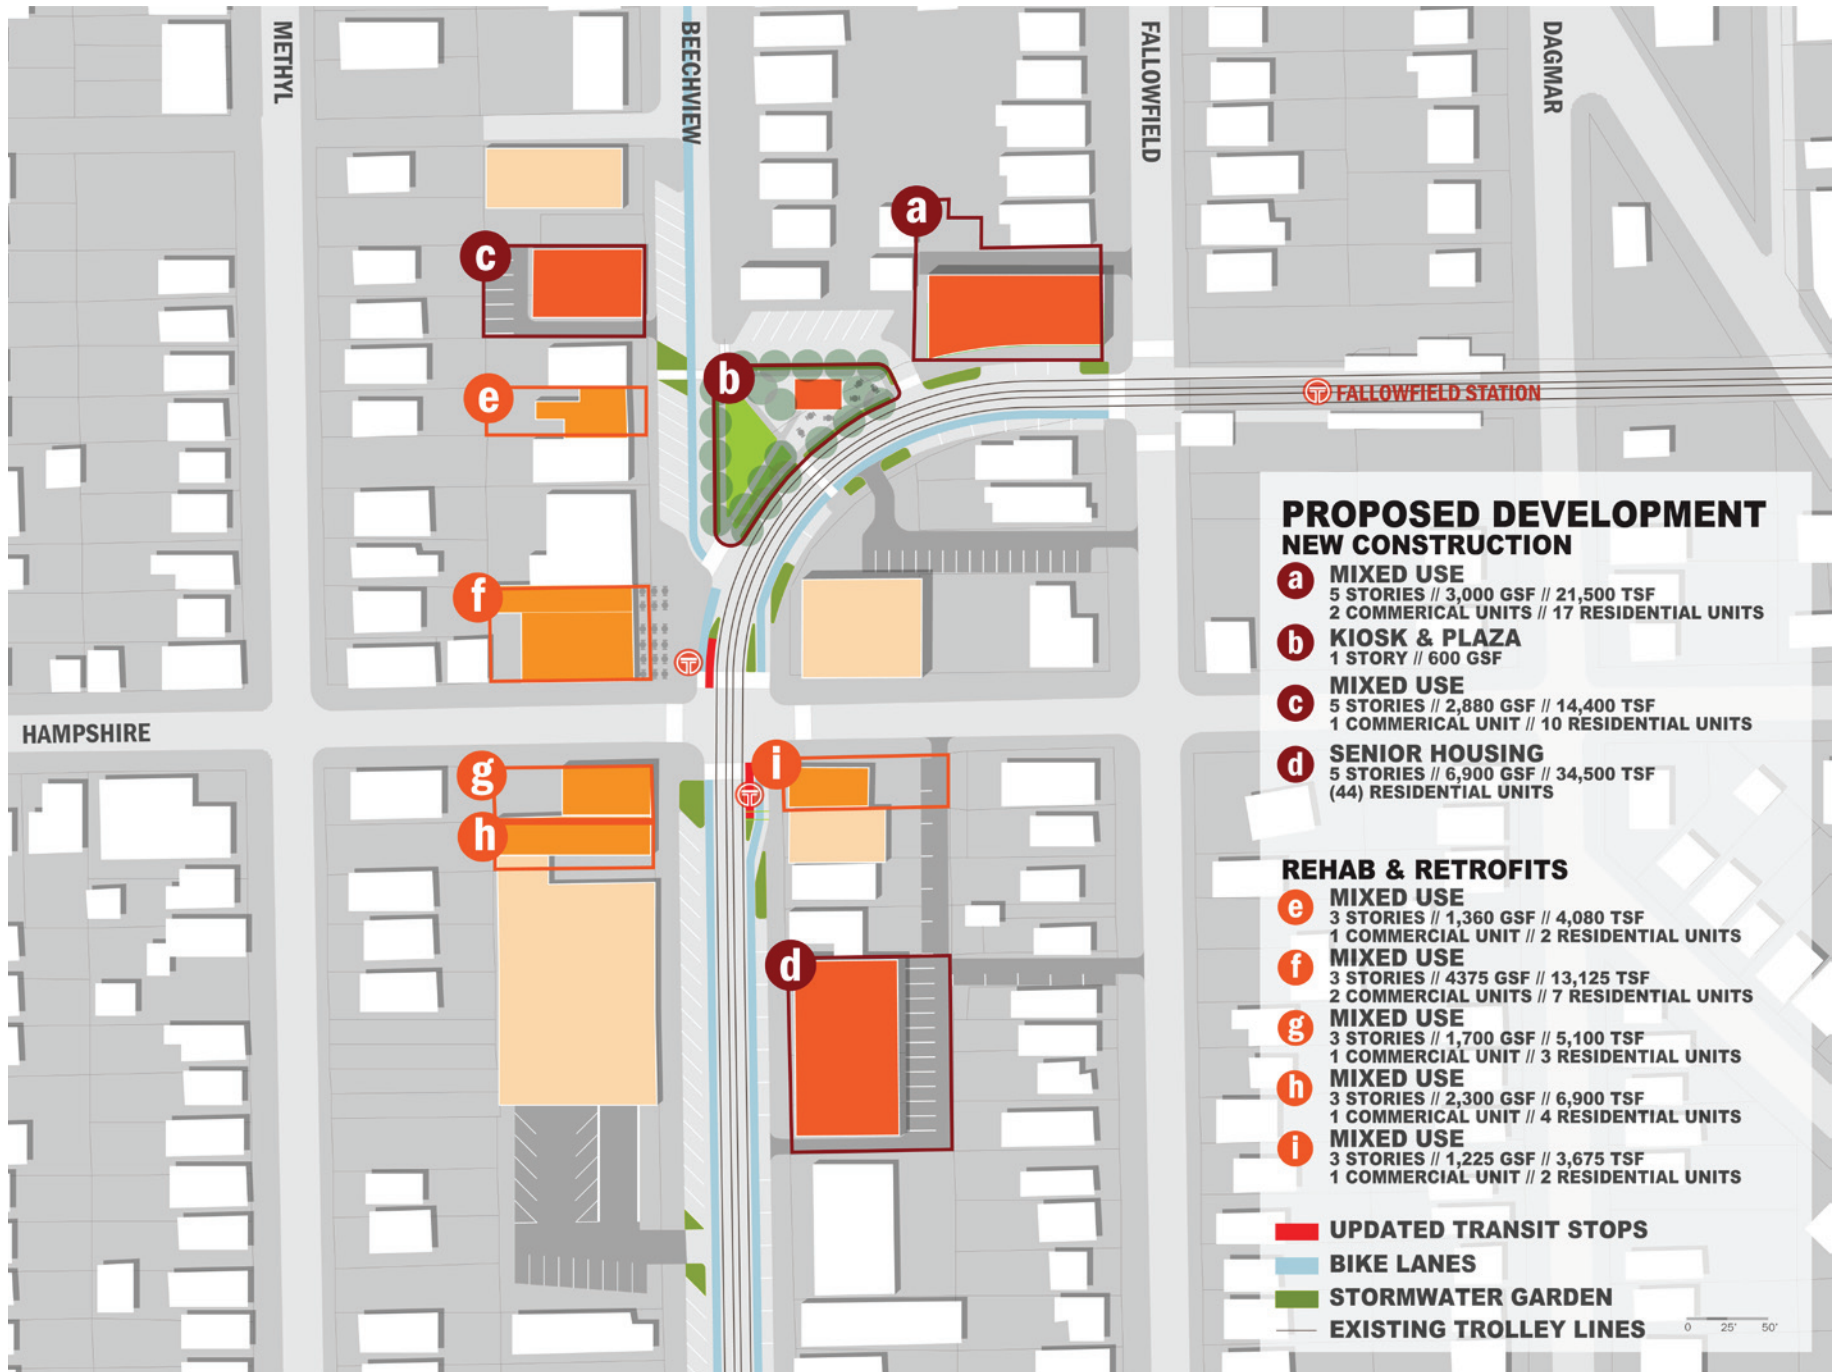 METHYL
BEECHVIEW
FALLOWFIELD
DAGMAR
a
c
b
e
FALLOWFIELD STATION
f
HAMPSHIRE
g
i
h
d
PROPOSED DEVELOPMENT
NEW CONSTRUCTION
a MIXED USE
5 STORIES // 3,000 GSF // 21,500 TSF
2 COMMERICAL UNITS // 17 RESIDENTIAL UNITS
b KIOSK & PLAZA
1 STORY // 600 GSF
c MIXED USE
5 STORIES // 2,880 GSF // 14,400 TSF
1 COMMERICAL UNIT // 10 RESIDENTIAL UNITS
d SENIOR HOUSING
5 STORIES // 6,900 GSF // 34,500 TSF
(44) RESIDENTIAL UNITS
REHAB & RETROFITS
e MIXED USE
3 STORIES // 1,360 GSF // 4,080 TSF
1 COMMERCIAL UNIT // 2 RESIDENTIAL UNITS
f MIXED USE
3 STORIES // 4375 GSF // 13,125 TSF
2 COMMERCIAL UNITS // 7 RESIDENTIAL UNITS
g MIXED USE
3 STORIES // 1,700 GSF // 5,100 TSF
1 COMMERCIAL UNIT // 3 RESIDENTIAL UNITS
h MIXED USE
3 STORIES // 2,300 GSF // 6,900 TSF
1 COMMERICAL UNIT // 4 RESIDENTIAL UNITS
i MIXED USE
3 STORIES // 1,225 GSF // 3,675 TSF
1 COMMERCIAL UNIT // 2 RESIDENTIAL UNITS
UPDATED TRANSIT STOPS
BIKE LANES
STORMWATER GARDEN
EXISTING TROLLEY LINES
0 25' 50'